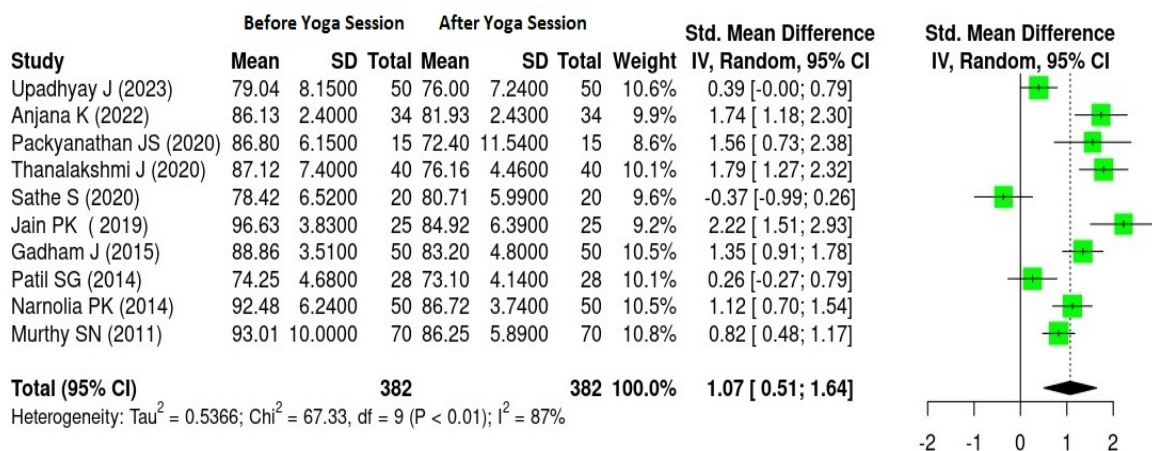 Before Yoga Session After Yoga Session Std. Mean Difference Std. Mean Difference
Study Mean SD Total Mean SD Total Weight IV, Random, 95% CI IV, Random, 95% CI
Upadhyay J (2023) 79.04 8.1500 50 76.00 7.2400 50 10.6% 0.39 [-0.00; 0.79]
Anjana K (2022) 86.13 2.4000 34 81.93 2.4300 34 9.9% 1.74 [ 1.18; 2.30]
Packyanathan JS (2020) 86.80 6.1500 15 72.40 11.5400 15 8.6% 1.56 [ 0.73; 2.38]
Thanalakshmi J (2020) 87.12 7.4000 40 76.16 4.4600 40 10.1% 1.79 [ 1.27; 2.32]
Sathe S (2020) 78.42 6.5200 20 80.71 5.9900 20 9.6% -0.37 [-0.99; 0.26]
Jain PK ( 2019) 96.63 3.8300 25 84.92 6.3900 25 9.2% 2.22 [ 1.51; 2.93]
Gadham J (2015) 88.86 3.5100 50 83.20 4.8000 50 10.5% 1.35 [ 0.91; 1.78]
Patil SG (2014) 74.25 4.6800 28 73.10 4.1400 28 10.1% 0.26 [-0.27; 0.79]
Narnolia PK (2014) 92.48 6.2400 50 86.72 3.7400 50 10.5% 1.12 [ 0.70; 1.54]
Murthy SN (2011) 93.01 10.0000 70 86.25 5.8900 70 10.8% 0.82 [ 0.48; 1.17]
Total (95% CI) 382 382 100.0% 1.07 [ 0.51; 1.64]
Heterogeneity: Tau² = 0.5366; Chi² = 67.33, df = 9 (P < 0.01); I² = 87%
-2 -1 0 1 2